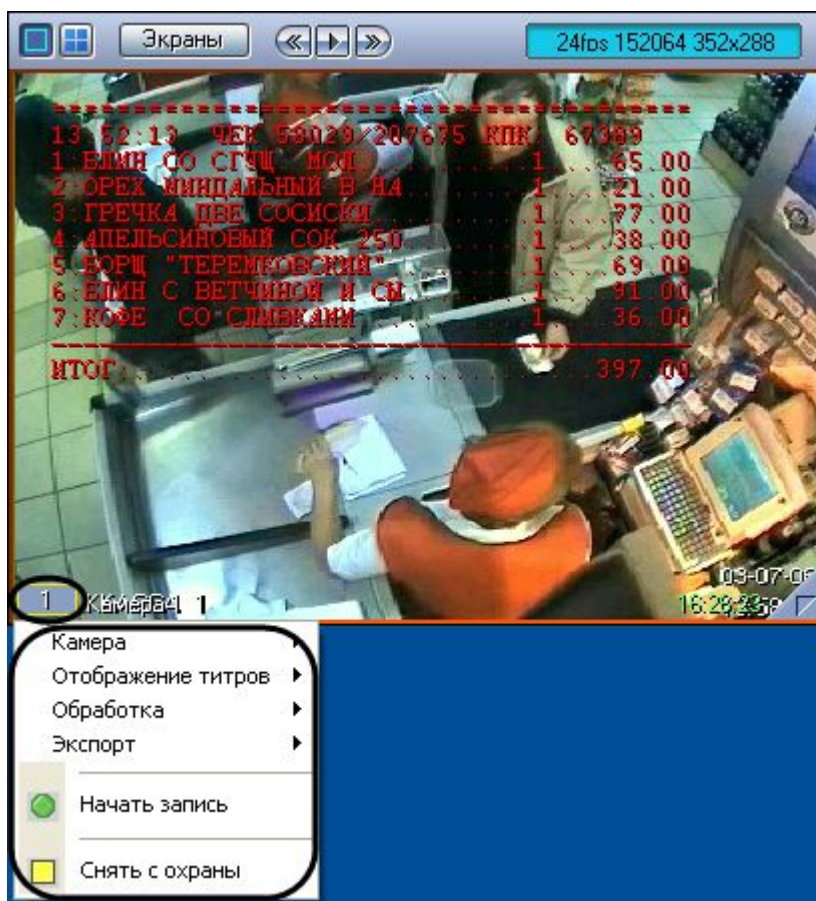 Экраны
24fps 152064 352x288
========================================
13:52:13 ЧЕК 58029/207675 КПК 67389
1:БЛИН СО СГУЩ МОЛ............1....65.00
2:ОРЕХ МИНДАЛЬНЫЙ В НА........1....21.00
3:ГРЕЧКА ДВЕ СОСИСКИ..........1....77.00
4:АПЕЛЬСИНОВЫЙ СОК 250........1....38.00
5:БОРЩ "ТЕРЕМКОВСКИЙ".........1....69.00
6:БЛИН С ВЕТЧИНОЙ И СЫ........1....91.00
7:КОФЕ СО СЛИВКАМИ............1....36.00
ИТОГ:.............................397.00
1 Камера 1
03-07-06
Камера
Отображение титров
Обработка
Экспорт
Начать запись
Снять с охраны